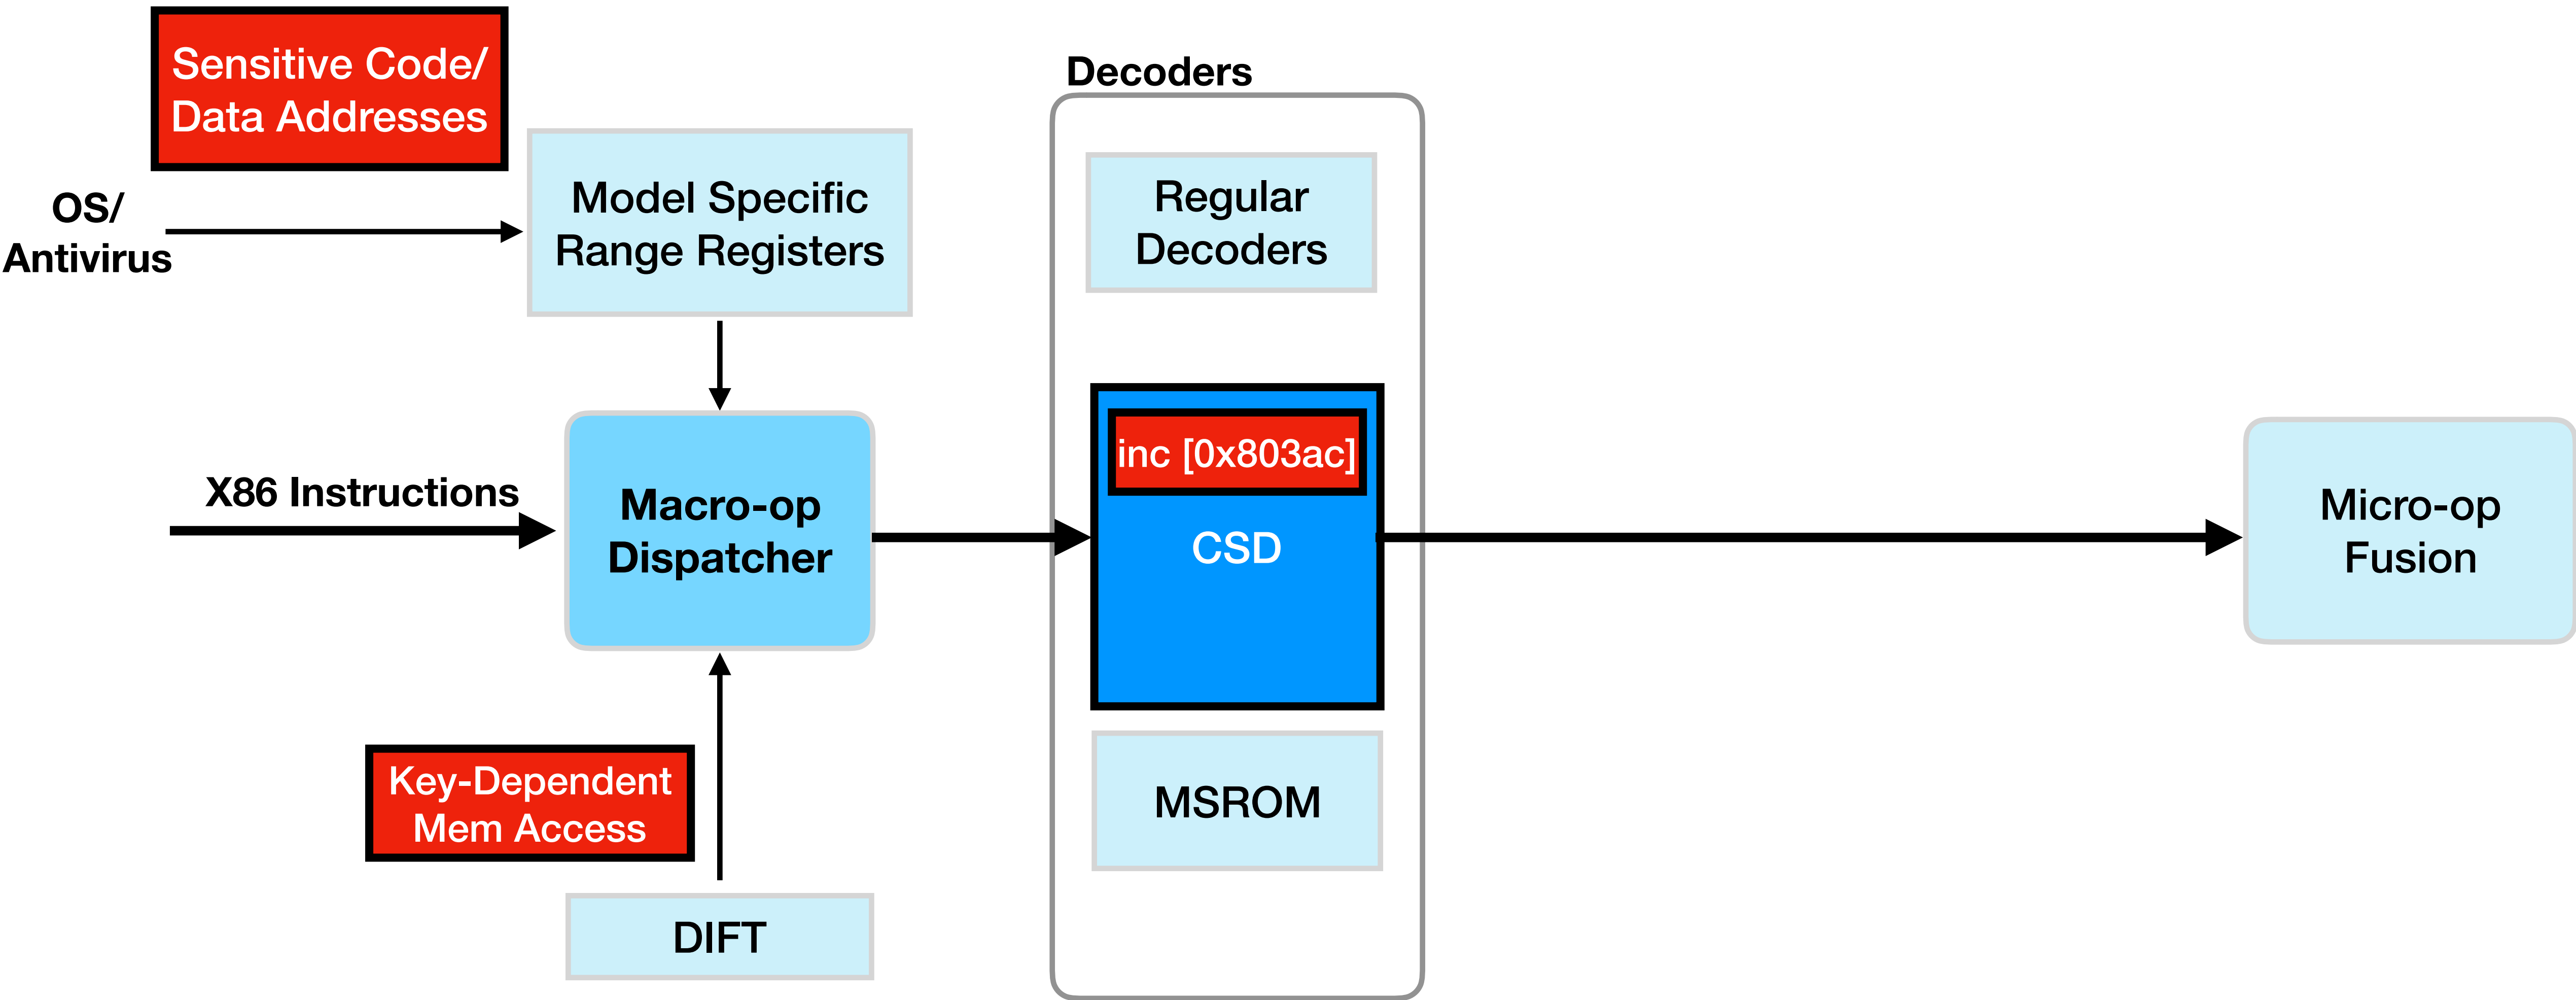 Sensitive Code/
Data Addresses
OS/
Antivirus
Model Specific
Range Registers
X86 Instructions
Macro-op
Dispatcher
Key-Dependent
Mem Access
DIFT
Decoders
Regular
Decoders
inc [0x803ac]
CSD
MSROM
Micro-op
Fusion